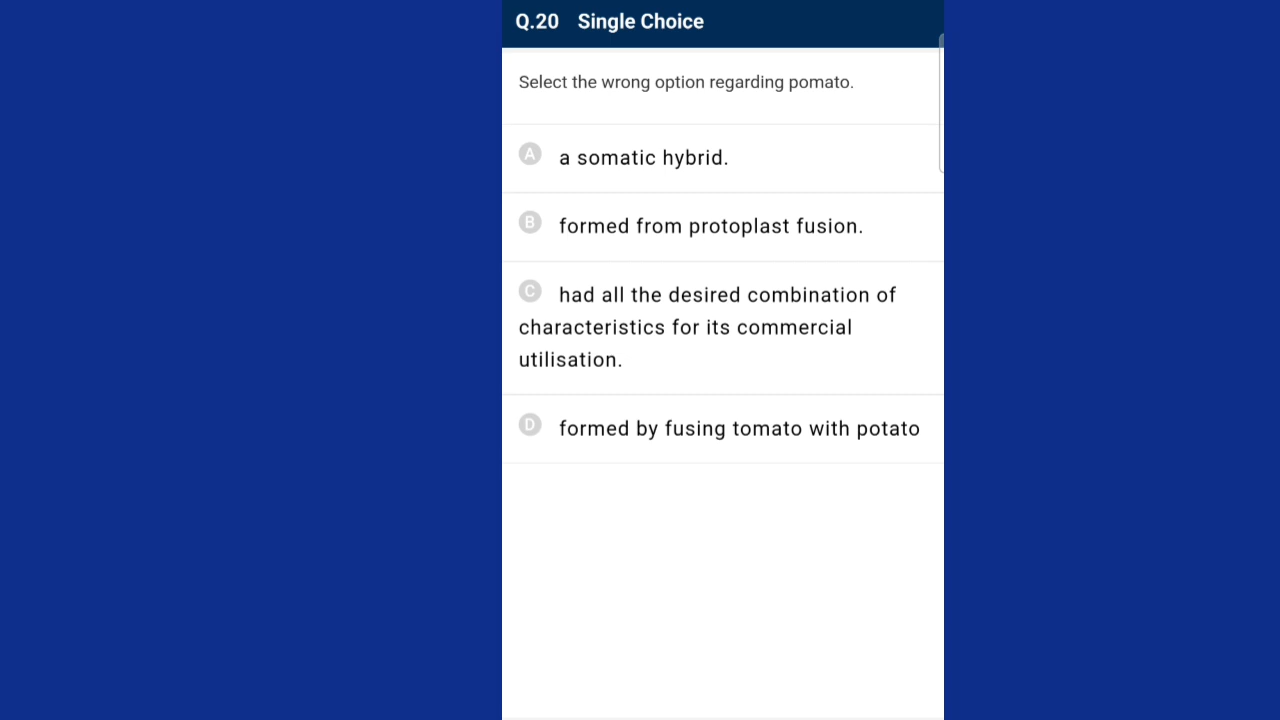 Q.20 Single Choice
Select the wrong option regarding pomato.
A a somatic hybrid.
B formed from protoplast fusion.
C had all the desired combination of
characteristics for its commercial
utilisation.
D formed by fusing tomato with potato